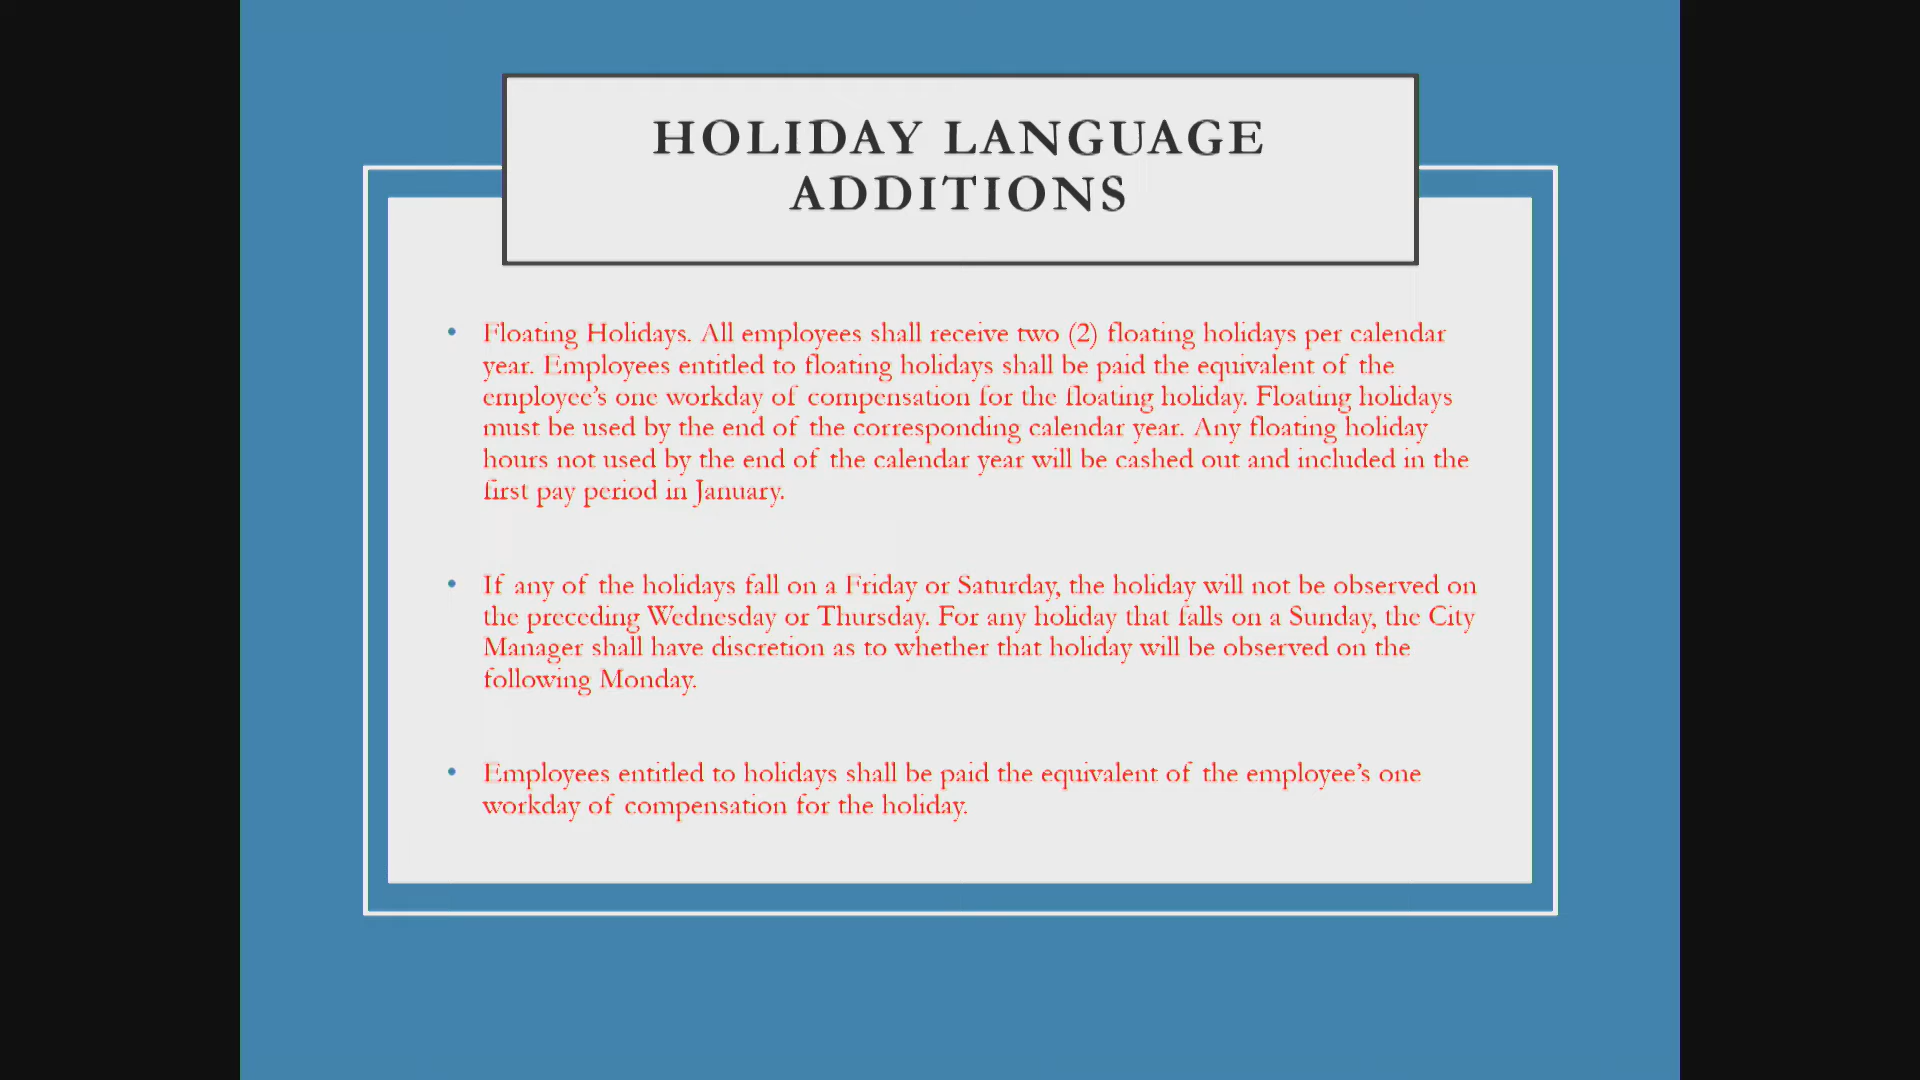 HOLIDAY LANGUAGE
ADDITIONS
• Floating Holidays. All employees shall receive two (2) floating holidays per calendar
year. Employees entitled to floating holidays shall be paid the equivalent of the
employee’s one workday of compensation for the floating holiday. Floating holidays
must be used by the end of the corresponding calendar year. Any floating holiday
hours not used by the end of the calendar year will be cashed out and included in the
first pay period in January.
• If any of the holidays fall on a Friday or Saturday, the holiday will not be observed on
the preceding Wednesday or Thursday. For any holiday that falls on a Sunday, the City
Manager shall have discretion as to whether that holiday will be observed on the
following Monday.
• Employees entitled to holidays shall be paid the equivalent of the employee’s one
workday of compensation for the holiday.